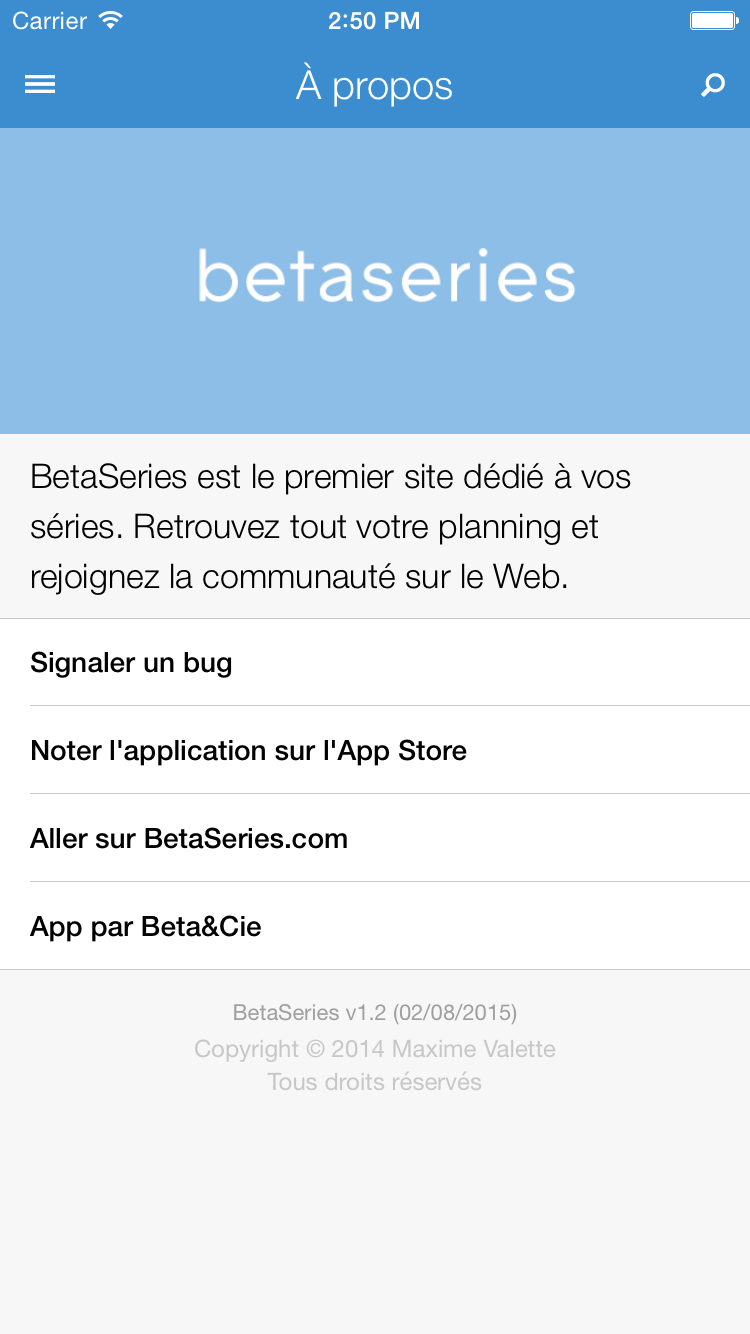 Carrier 2:50 PM
À propos
betaseries
BetaSeries est le premier site dédié à vos
séries. Retrouvez tout votre planning et
rejoignez la communauté sur le Web.
Signaler un bug
Noter l'application sur l'App Store
Aller sur BetaSeries.com
App par Beta&Cie
BetaSeries v1.2 (02/08/2015)
Copyright © 2014 Maxime Valette
Tous droits réservés